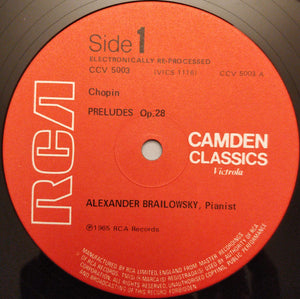 Side 1
ELECTRONICALLY RE-PROCESSED
CCV 5003 (VICS 1116) CCV 5003 A
Chopin
PRELUDES Op.28
RCA
CAMDEN
CLASSICS
Victrola
ALEXANDER BRAILOWSKY, Pianist
℗1965 RCA Records
MANUFACTURED BY RCA LIMITED, ENGLAND FROM MASTER RECORDINGS